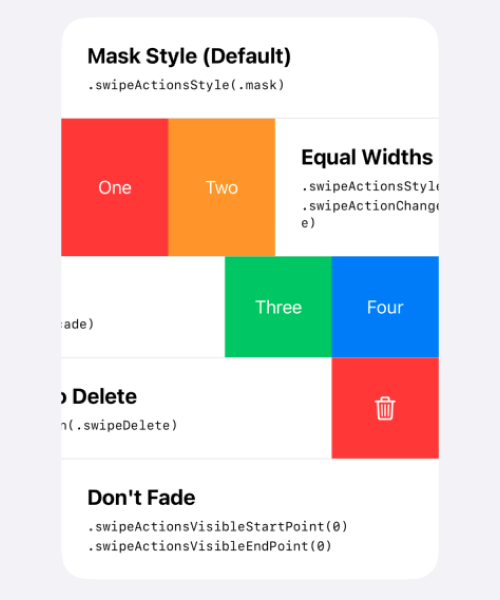 Mask Style (Default)
.swipeActionsStyle(.mask)
One
Two
Equal Widths
.swipeActionsStyle
.swipeActionChange
e)
Three
Four
ade)
Delete
(.swipeDelete)
Don't Fade
.swipeActionsVisibleStartPoint(0)
.swipeActionsVisibleEndPoint(0)